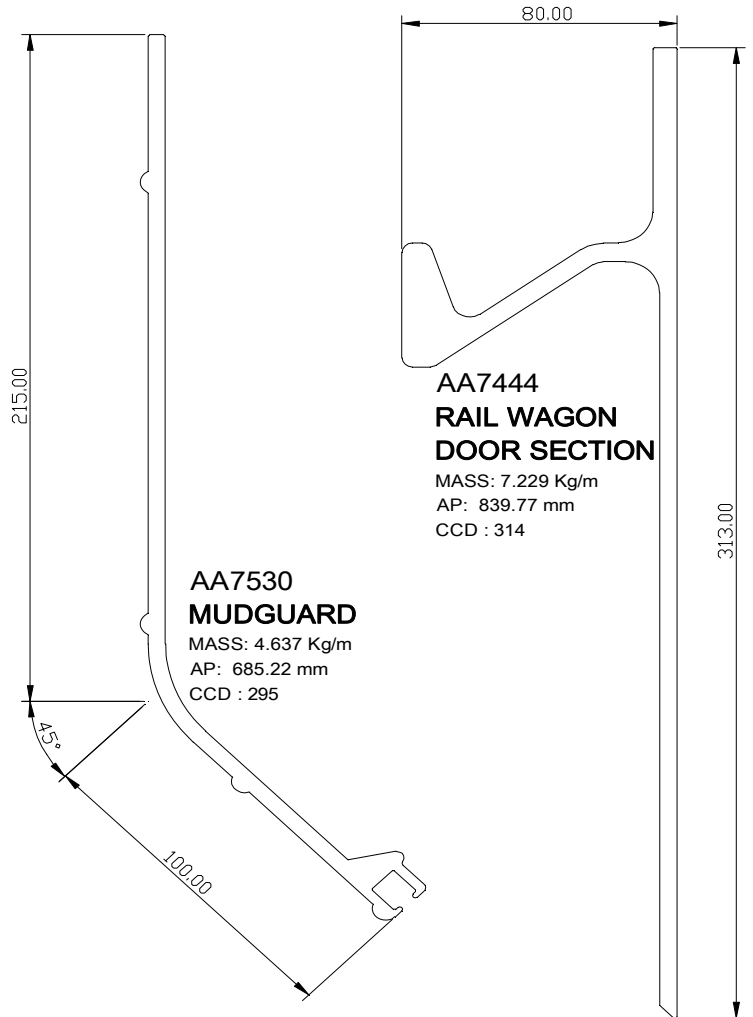 80.00
215.00
313.00
AA7444
RAIL WAGON
DOOR SECTION
MASS: 7.229 Kg/m
AP: 839.77 mm
CCD : 314
AA7530
MUDGUARD
MASS: 4.637 Kg/m
AP: 685.22 mm
CCD : 295
45°
100.00